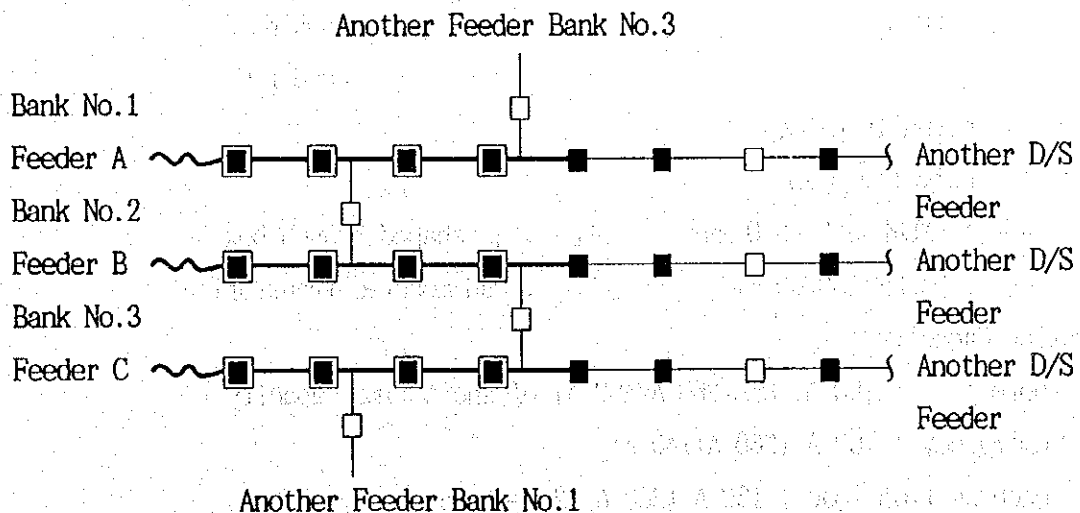 Another Feeder Bank No.3
Bank No.1
Feeder A
Another D/S
Feeder
Bank No.2
Feeder B
Another D/S
Feeder
Bank No.3
Feeder C
Another D/S
Feeder
Another Feeder Bank No.1